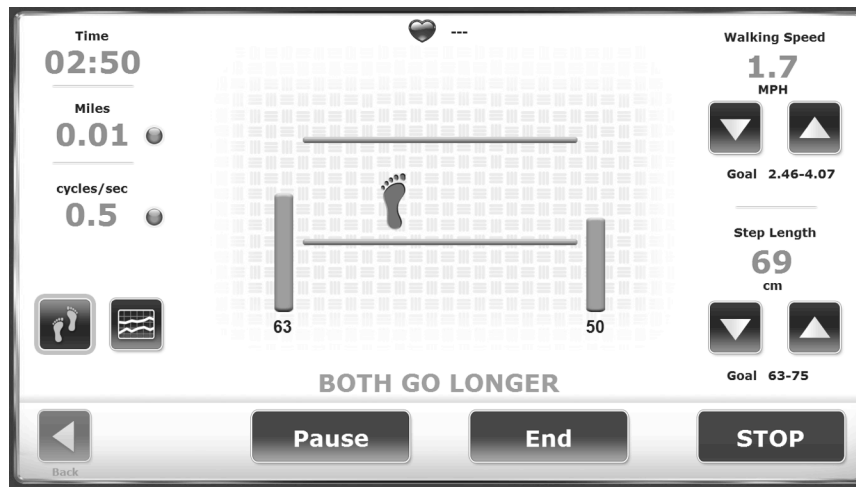 Time
02:50
Miles
0.01
cycles/sec
0.5
---
63
50
BOTH GO LONGER
Walking Speed
1.7
MPH
Goal 2.46-4.07
Step Length
69
cm
Goal 63-75
Back
Pause
End
STOP